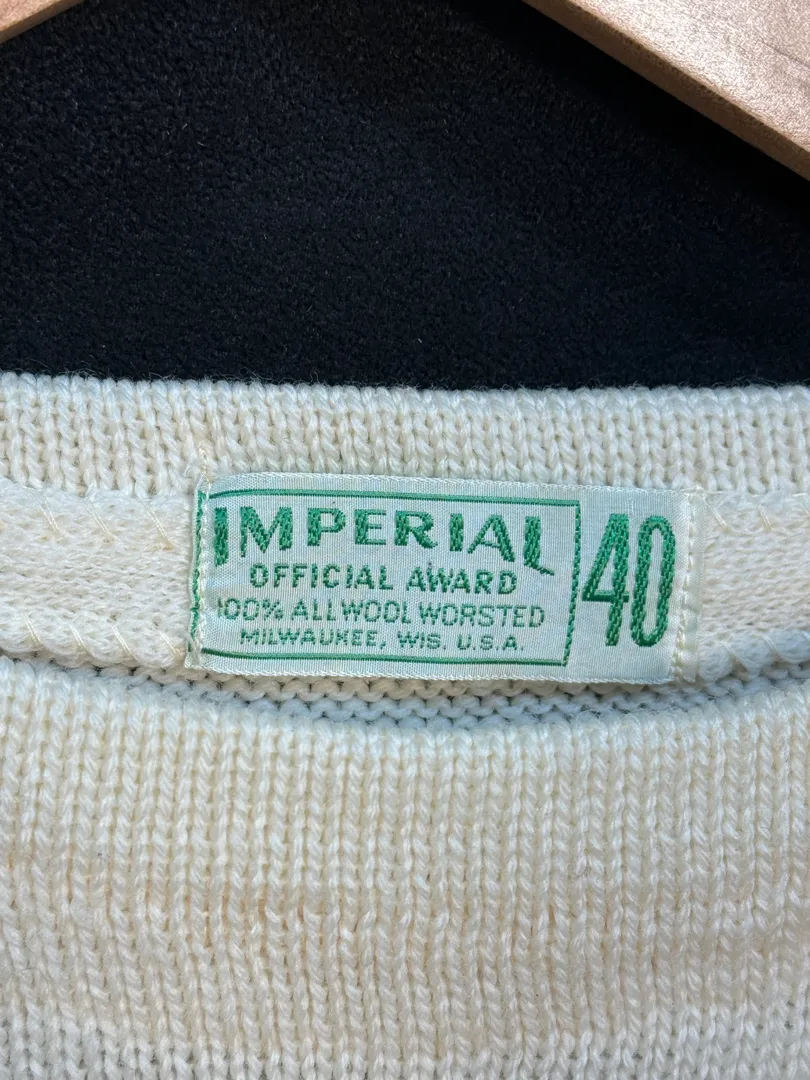 IMPERIAL
OFFICIAL AWARD
100% ALL WOOL WORSTED
MILWAUKEE, WIS. U.S.A.
40